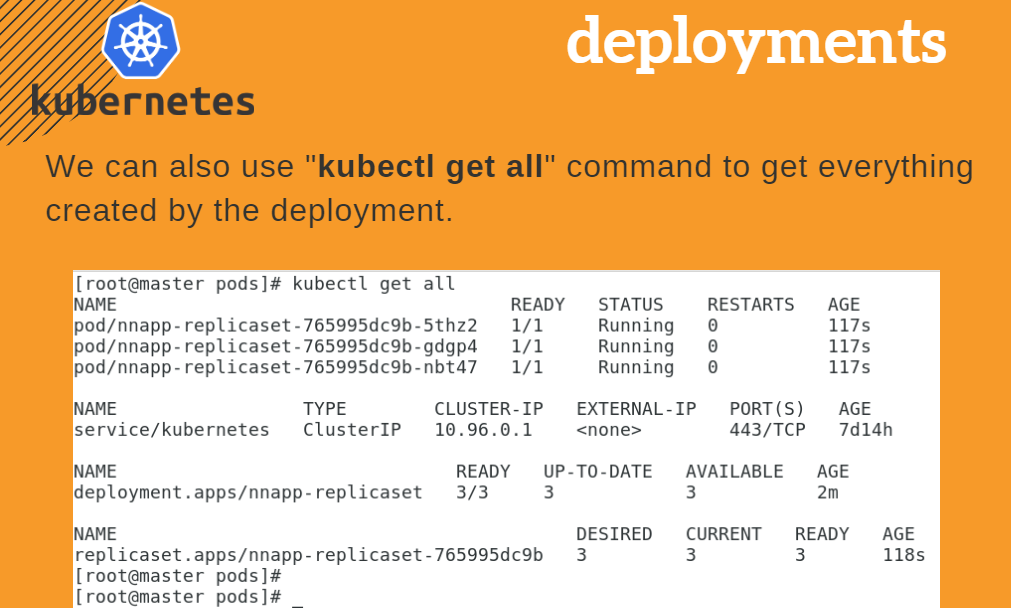 deployments
kubernetes
We can also use "kubectl get all" command to get everything
created by the deployment.
[root@master pods]# kubectl get all
NAME                                    READY   STATUS    RESTARTS   AGE
pod/nnapp-replicaset-765995dc9b-5thz2   1/1     Running   0          117s
pod/nnapp-replicaset-765995dc9b-gdgp4   1/1     Running   0          117s
pod/nnapp-replicaset-765995dc9b-nbt47   1/1     Running   0          117s
NAME                 TYPE        CLUSTER-IP   EXTERNAL-IP   PORT(S)   AGE
service/kubernetes   ClusterIP   10.96.0.1    <none>        443/TCP   7d14h
NAME                               READY   UP-TO-DATE   AVAILABLE   AGE
deployment.apps/nnapp-replicaset   3/3     3            3           2m
NAME                                          DESIRED   CURRENT   READY   AGE
replicaset.apps/nnapp-replicaset-765995dc9b   3         3         3       118s
[root@master pods]#
[root@master pods]# _